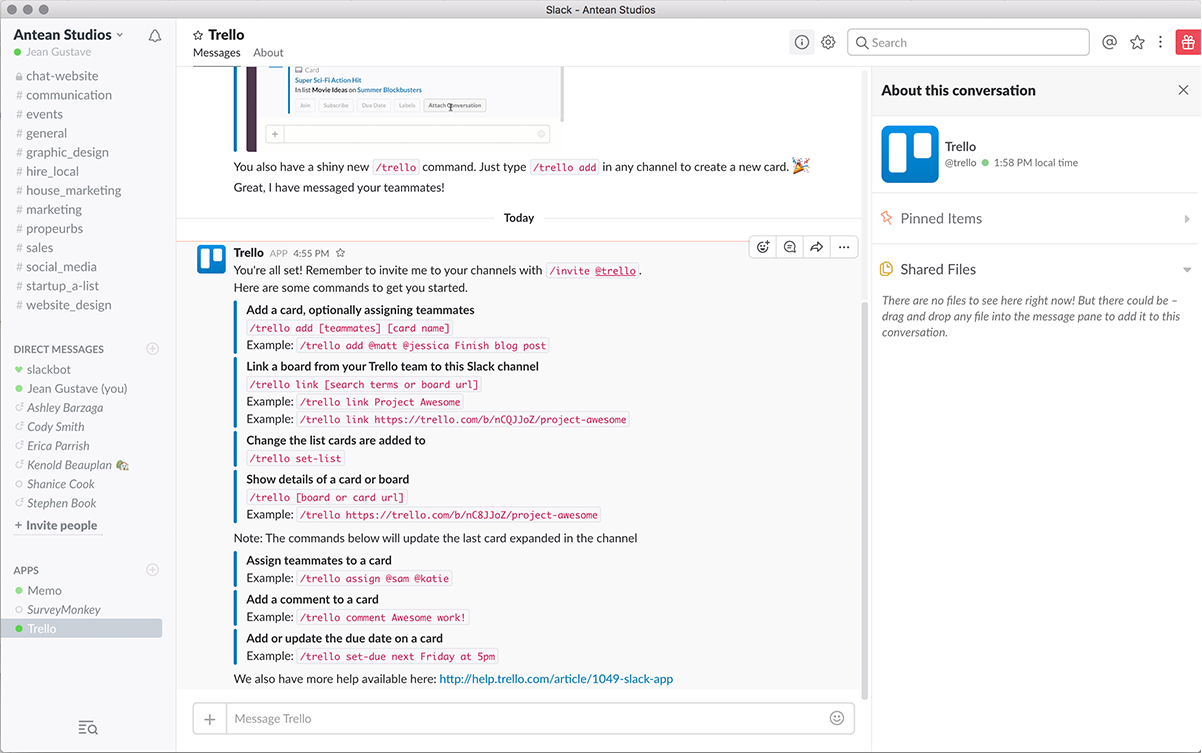 Slack - Antean Studios
Antean Studios
Jean Gustave
chat-website
# communication
# events
# general
# graphic_design
# hire_local
# house_marketing
# marketing
# propeurbs
# sales
# social_media
# startup_a-list
# website_design
DIRECT MESSAGES
slackbot
Jean Gustave (you)
Ashley Barzaga
Cody Smith
Erica Parrish
Kenold Beauplan
Shanice Cook
Stephen Book
+ Invite people
APPS
Memo
SurveyMonkey
Trello
Trello
Messages About
Search
Card
Super Sci-Fi Action Hit
In list Movie Ideas on Summer Blockbusters
Join Subscribe Due Date Labels Attach Conversation
+
You also have a shiny new /trello command. Just type /trello add in any channel to create a new card.
Great, I have messaged your teammates!
Today
Trello APP 4:55 PM
You're all set! Remember to invite me to your channels with /invite @trello .
Here are some commands to get you started.
Add a card, optionally assigning teammates
/trello add [teammates] [card name]
Example: /trello add @matt @jessica Finish blog post
Link a board from your Trello team to this Slack channel
/trello link [search terms or board url]
Example: /trello link Project Awesome
Example: /trello link https://trello.com/b/nCQJJoZ/project-awesome
Change the list cards are added to
/trello set-list
Show details of a card or board
/trello [board or card url]
Example: /trello https://trello.com/b/nC8JJoZ/project-awesome
Note: The commands below will update the last card expanded in the channel
Assign teammates to a card
Example: /trello assign @sam @katie
Add a comment to a card
Example: /trello comment Awesome work!
Add or update the due date on a card
Example: /trello set-due next Friday at 5pm
We also have more help available here: http://help.trello.com/article/1049-slack-app
+ Message Trello
About this conversation
Trello
@trello 1:58 PM local time
Pinned Items
Shared Files
There are no files to see here right now! But there could be –
drag and drop any file into the message pane to add it to this
conversation.